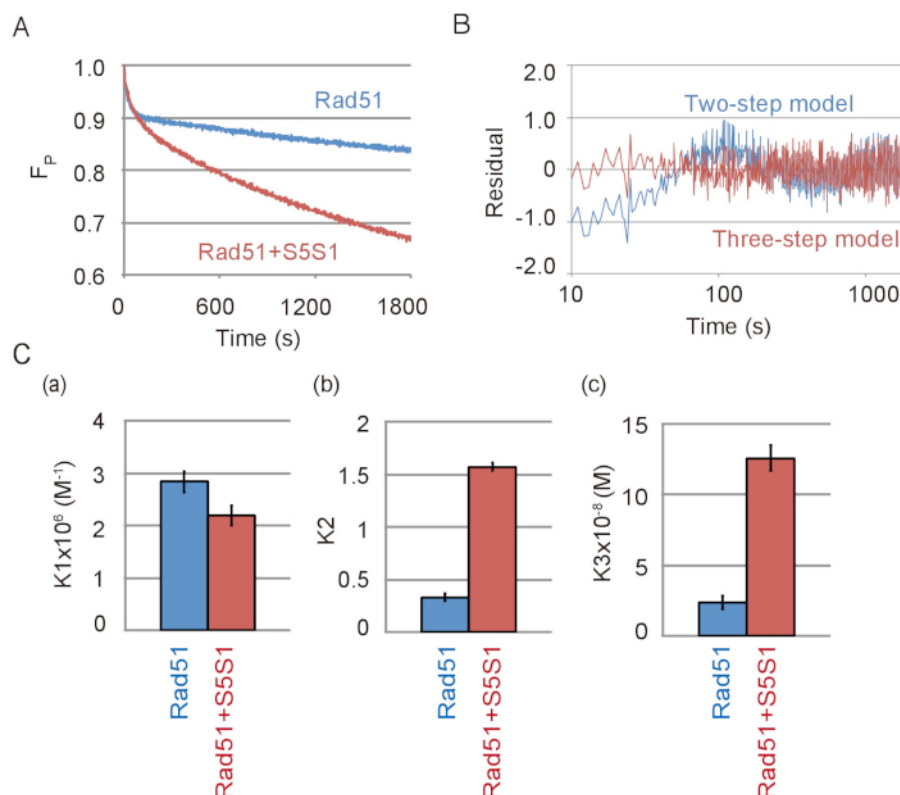 A
1.0
0.9
0.8
0.7
0.6
F_P
Rad51
Rad51+S5S1
0 600 1200 1800
Time (s)
B
2.0
1.0
0
-1.0
-2.0
Residual
Two-step model
Three-step model
10 100 1000
Time (s)
C
(a)
4
3
2
1
0
K1x10⁶ (M⁻¹)
Rad51
Rad51+S5S1
(b)
2
1.5
1
0.5
0
K2
Rad51
Rad51+S5S1
(c)
15
10
5
0
K3x10⁻⁸ (M)
Rad51
Rad51+S5S1